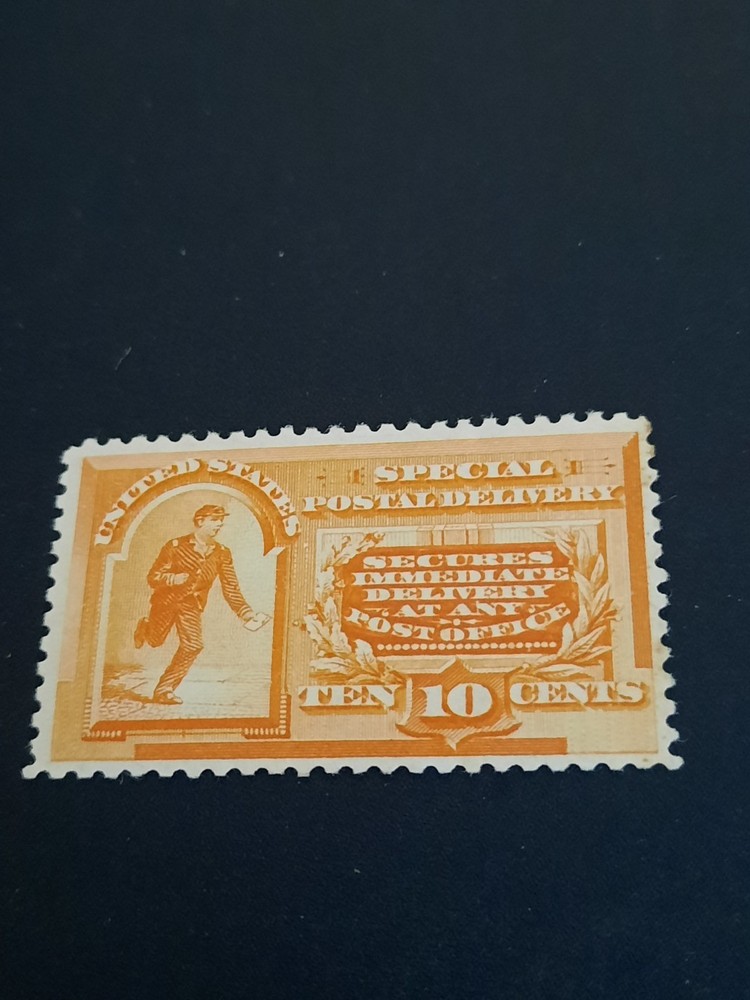 UNITED STATES
SPECIAL
POSTAL DELIVERY
SECURES
IMMEDIATE
DELIVERY
AT ANY
POST OFFICE
TEN 10 CENTS